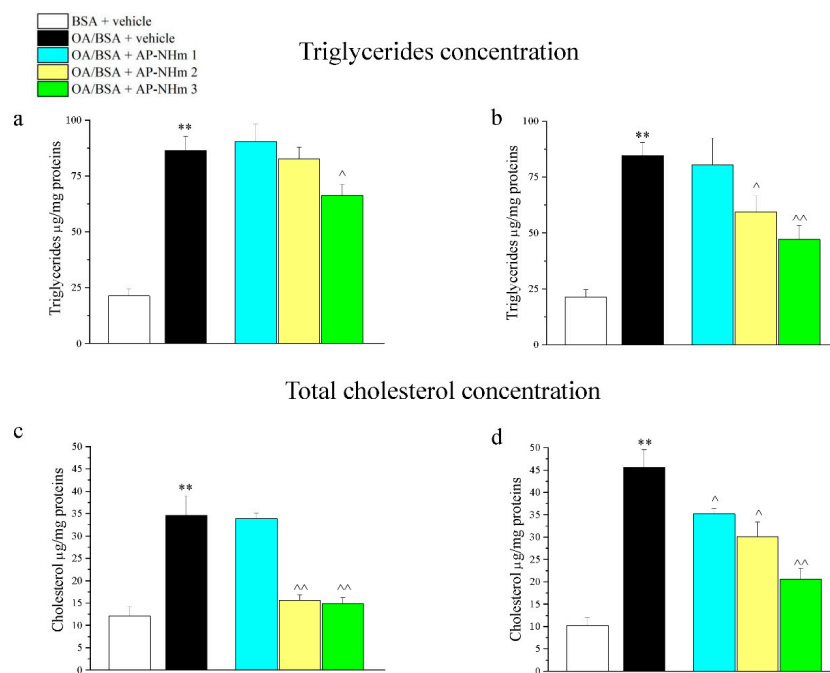 BSA + vehicle
OA/BSA + vehicle
OA/BSA + AP-NHm 1
OA/BSA + AP-NHm 2
OA/BSA + AP-NHm 3
Triglycerides concentration
a
Triglycerides µg/mg proteins
100
75
50
25
0
**
^
b
Triglycerides µg/mg proteins
100
75
50
25
0
**
^
^^
Total cholesterol concentration
c
Cholesterol µg/mg proteins
50
45
40
35
30
25
20
15
10
5
0
**
^^ ^^
d
Cholesterol µg/mg proteins
50
45
40
35
30
25
20
15
10
5
0
**
^ ^
^^